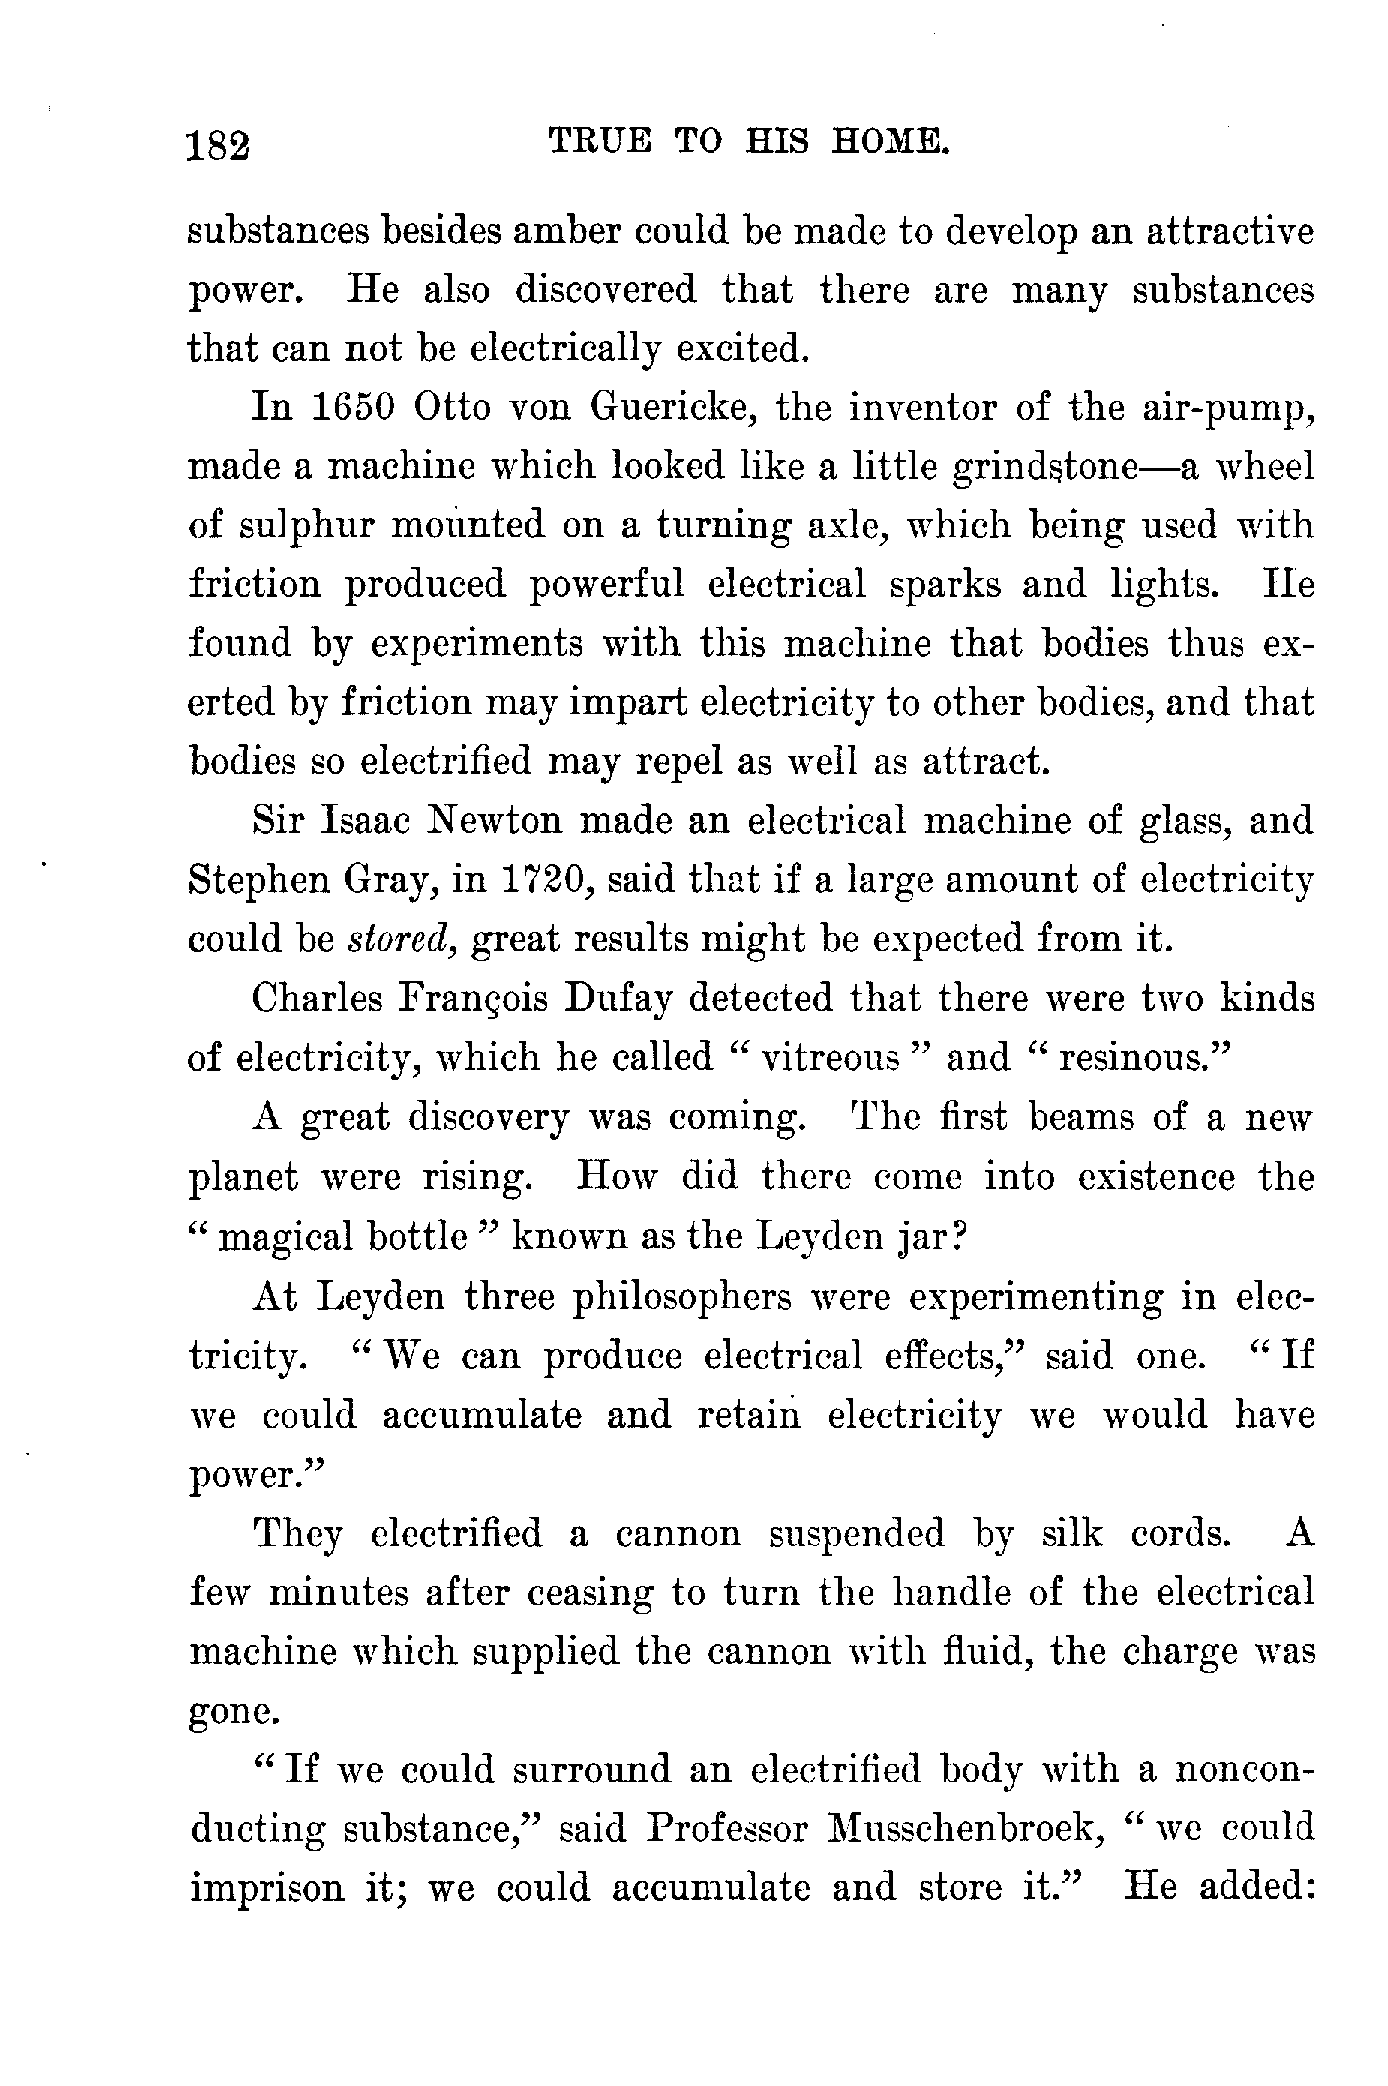 182 TRUE TO HIS HOME.
substances besides amber could be made to develop an attractive
power. He also discovered that there are many substances
that can not be electrically excited.
In 1650 Otto von Guericke, the inventor of the air-pump,
made a machine which looked like a little grindstone—a wheel
of sulphur mounted on a turning axle, which being used with
friction produced powerful electrical sparks and lights. He
found by experiments with this machine that bodies thus ex-
erted by friction may impart electricity to other bodies, and that
bodies so electrified may repel as well as attract.
Sir Isaac Newton made an electrical machine of glass, and
Stephen Gray, in 1720, said that if a large amount of electricity
could be stored, great results might be expected from it.
Charles François Dufay detected that there were two kinds
of electricity, which he called “ vitreous ” and “ resinous.”
A great discovery was coming. The first beams of a new
planet were rising. How did there come into existence the
“ magical bottle ” known as the Leyden jar?
At Leyden three philosophers were experimenting in elec-
tricity. “ We can produce electrical effects,” said one. “ If
we could accumulate and retain electricity we would have
power.”
They electrified a cannon suspended by silk cords. A
few minutes after ceasing to turn the handle of the electrical
machine which supplied the cannon with fluid, the charge was
gone.
“ If we could surround an electrified body with a noncon-
ducting substance,” said Professor Musschenbroek, “ we could
imprison it; we could accumulate and store it.” He added: